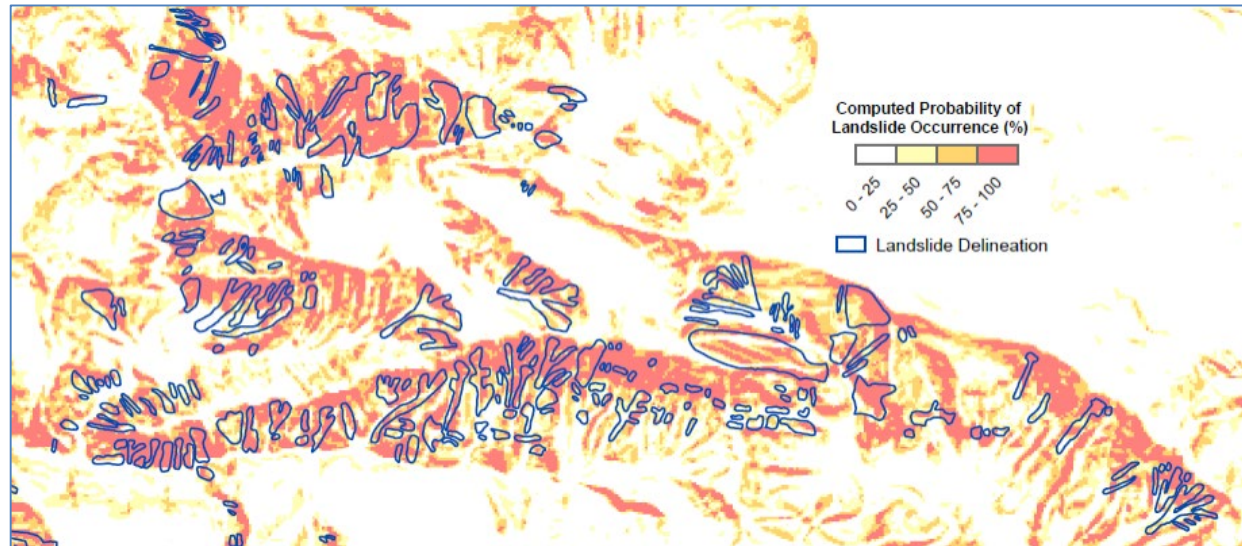 Computed Probability of
Landslide Occurrence (%)
0 - 25
25 - 50
50 - 75
75 - 100
Landslide Delineation